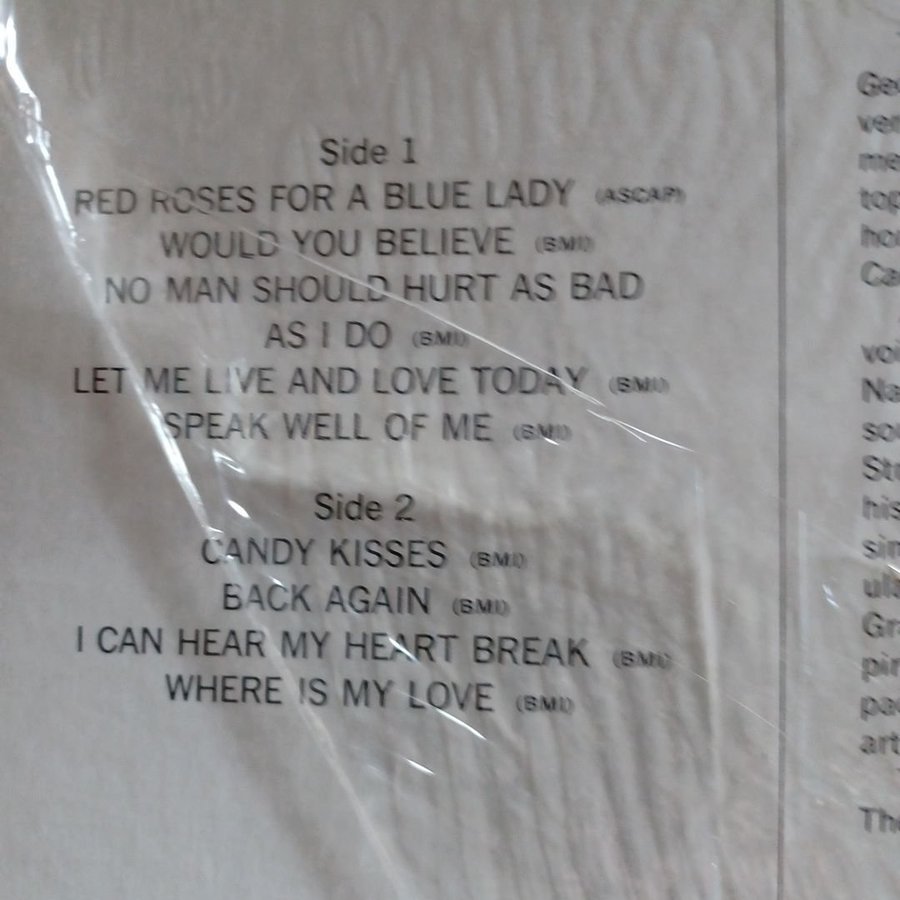 Side 1
RED ROSES FOR A BLUE LADY (ASCAP)
WOULD YOU BELIEVE (BMI)
NO MAN SHOULD HURT AS BAD
AS I DO (BMI)
LET ME LIVE AND LOVE TODAY (BMI)
SPEAK WELL OF ME (BMI)
Side 2
CANDY KISSES (BMI)
BACK AGAIN (BMI)
I CAN HEAR MY HEART BREAK (BMI)
WHERE IS MY LOVE (BMI)